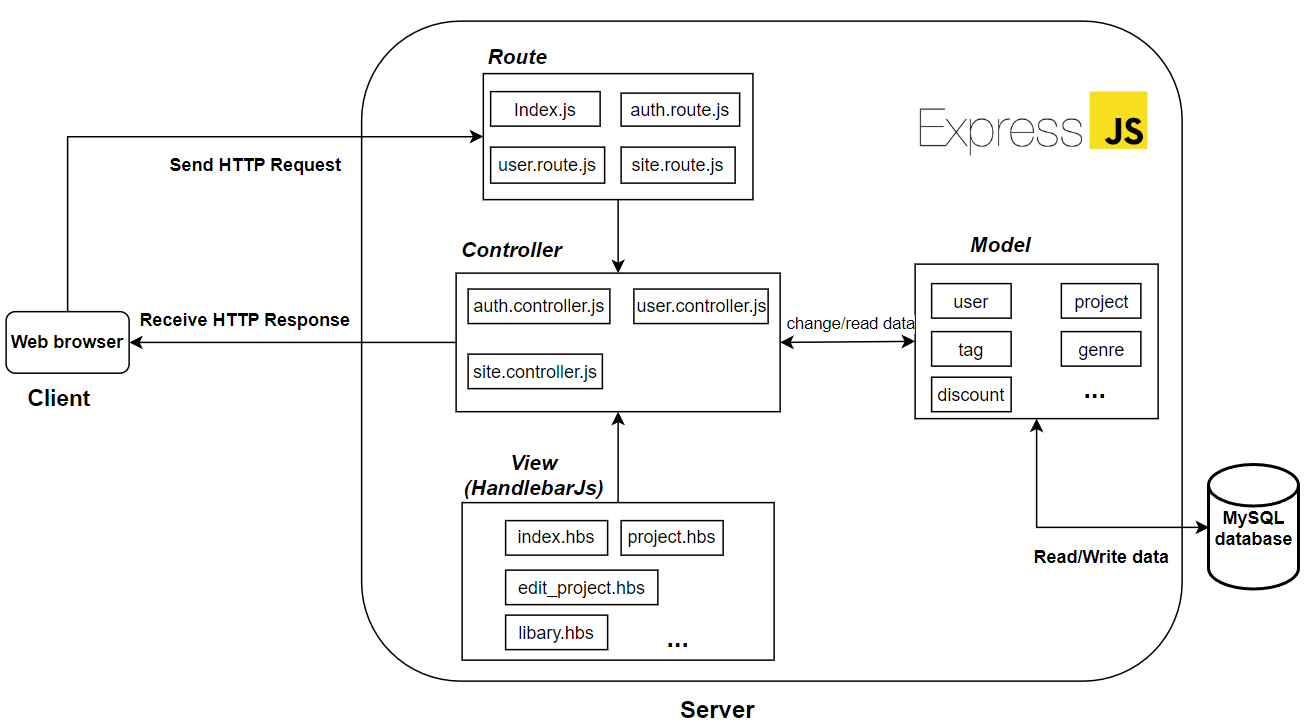 Route
Index.js
auth.route.js
user.route.js
site.route.js
Express
JS
Send HTTP Request
Controller
auth.controller.js
user.controller.js
site.controller.js
Model
user
project
tag
genre
discount
...
change/read data
Receive HTTP Response
Web browser
Client
View
(HandlebarJs)
index.hbs
project.hbs
edit_project.hbs
libary.hbs
...
MySQL
database
Read/Write data
Server